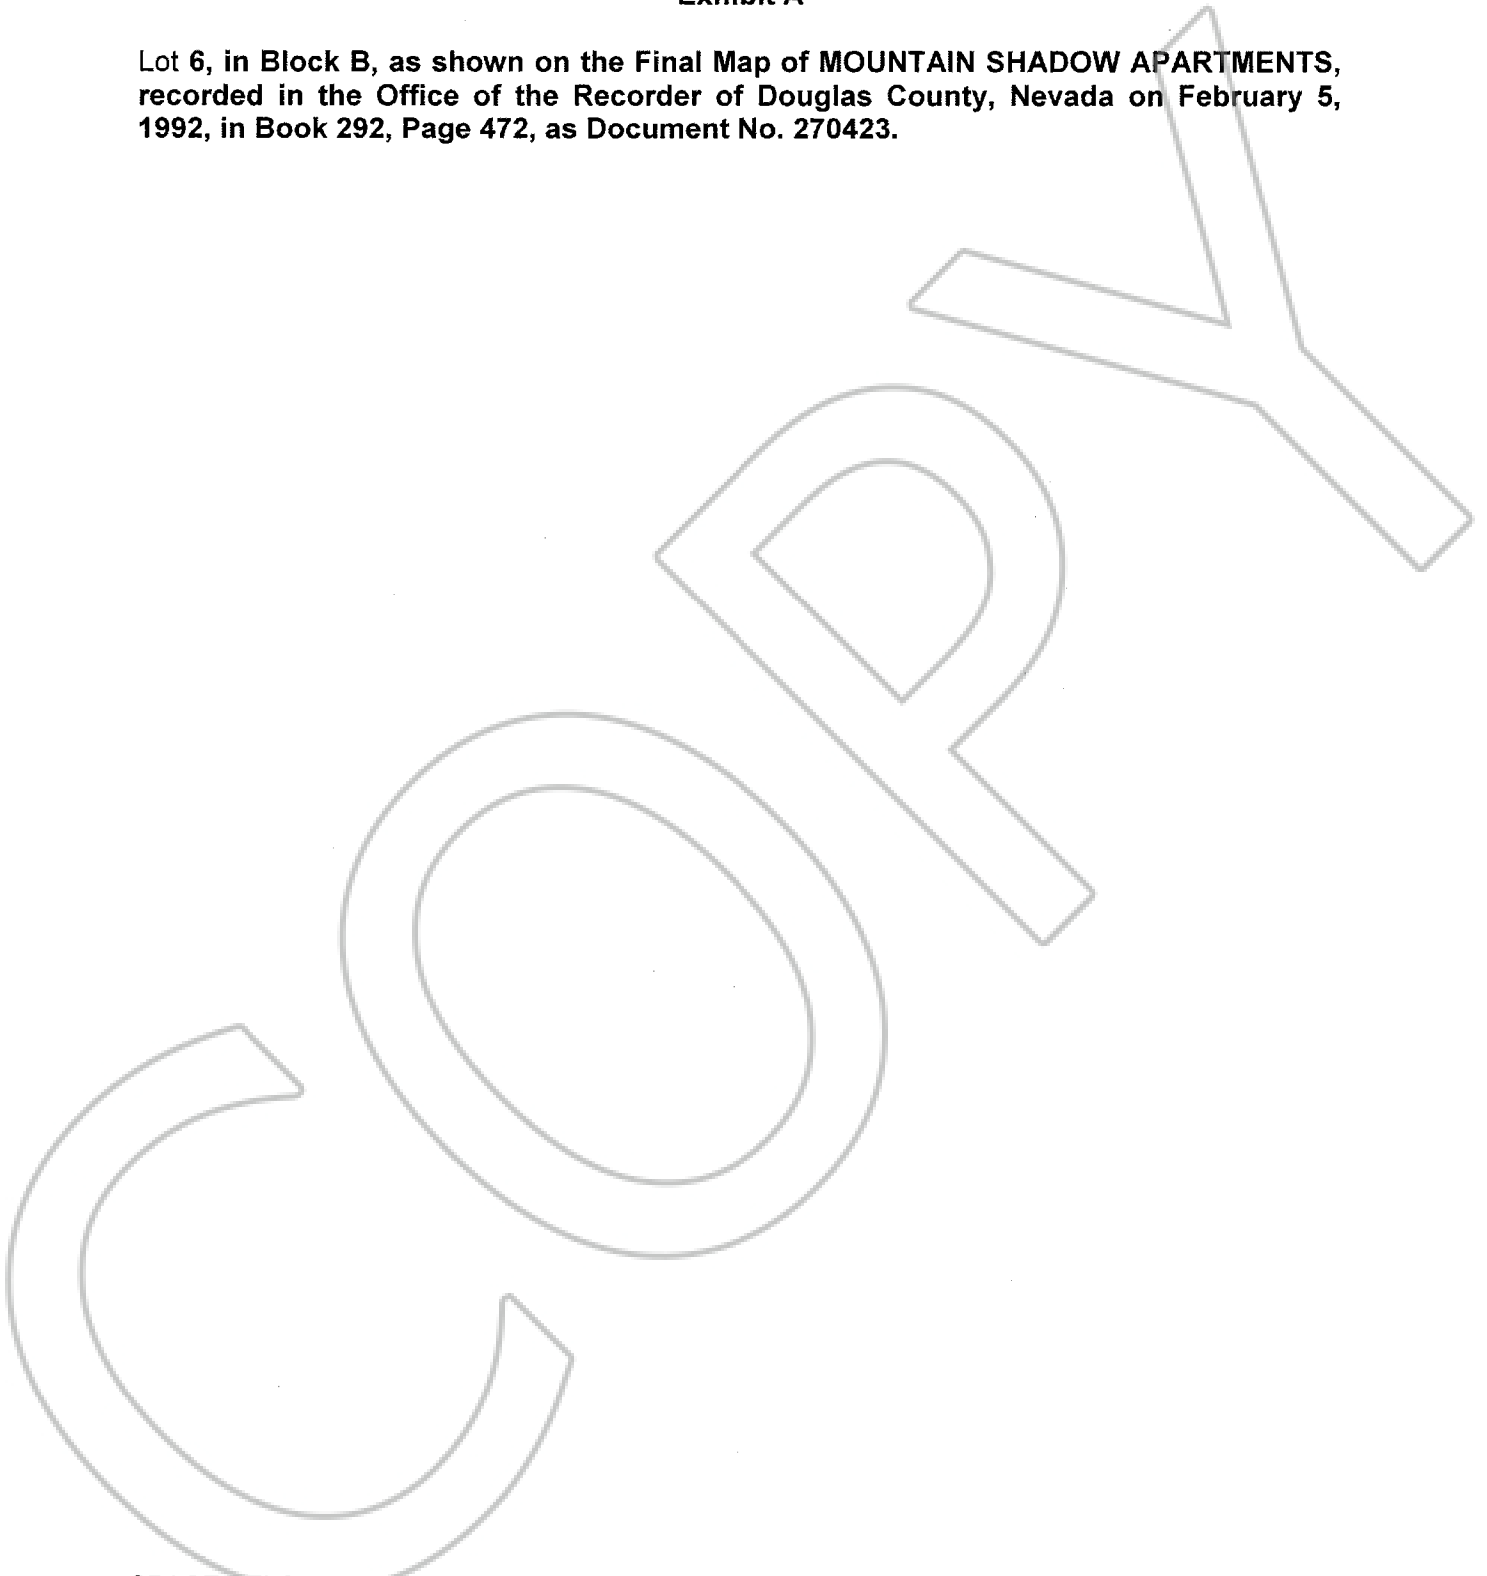 Exhibit A
Lot 6, in Block B, as shown on the Final Map of MOUNTAIN SHADOW APARTMENTS,
recorded in the Office of the Recorder of Douglas County, Nevada on February 5,
1992, in Book 292, Page 472, as Document No. 270423.
COPY